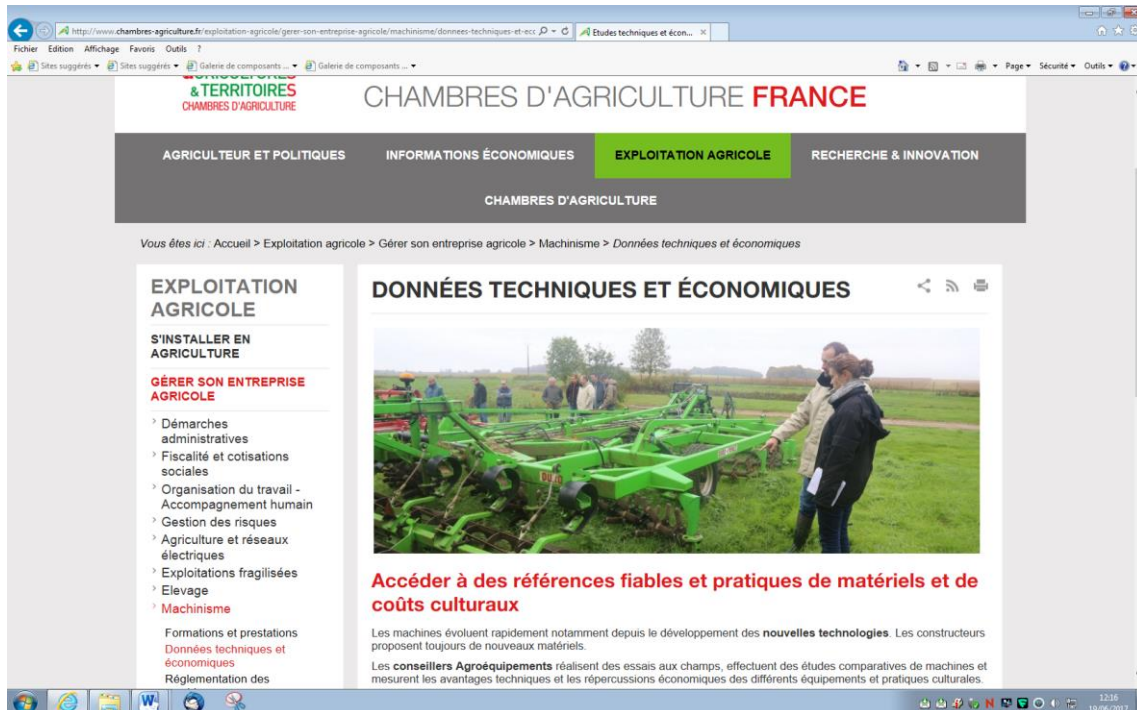 http://www.chambres-agriculture.fr/exploitation-agricole/gerer-son-entreprise-agricole/machinisme/donnees-techniques-et-ecc
Etudes techniques et écon...
Fichier Edition Affichage Favoris Outils ?
Sites suggérés Sites suggérés Galerie de composants ... Galerie de composants ... Page Sécurité Outils
& TERRITOIRES
CHAMBRES D'AGRICULTURE
CHAMBRES D'AGRICULTURE FRANCE
AGRICULTEUR ET POLITIQUES INFORMATIONS ÉCONOMIQUES EXPLOITATION AGRICOLE RECHERCHE & INNOVATION
CHAMBRES D'AGRICULTURE
Vous êtes ici : Accueil > Exploitation agricole > Gérer son entreprise agricole > Machinisme > Données techniques et économiques
EXPLOITATION
AGRICOLE
S'INSTALLER EN
AGRICULTURE
GÉRER SON ENTREPRISE
AGRICOLE
Démarches
administratives
Fiscalité et cotisations
sociales
Organisation du travail -
Accompagnement humain
Gestion des risques
Agriculture et réseaux
électriques
Exploitations fragilisées
Elevage
Machinisme
Formations et prestations
Données techniques et
économiques
Réglementation des
DONNÉES TECHNIQUES ET ÉCONOMIQUES
Accéder à des références fiables et pratiques de matériels et de
coûts culturaux
Les machines évoluent rapidement notamment depuis le développement des nouvelles technologies. Les constructeurs
proposent toujours de nouveaux matériels.
Les conseillers Agroéquipements réalisent des essais aux champs, effectuent des études comparatives de machines et
mesurent les avantages techniques et les répercussions économiques des différents équipements et pratiques culturales.
12:16
19/06/2017